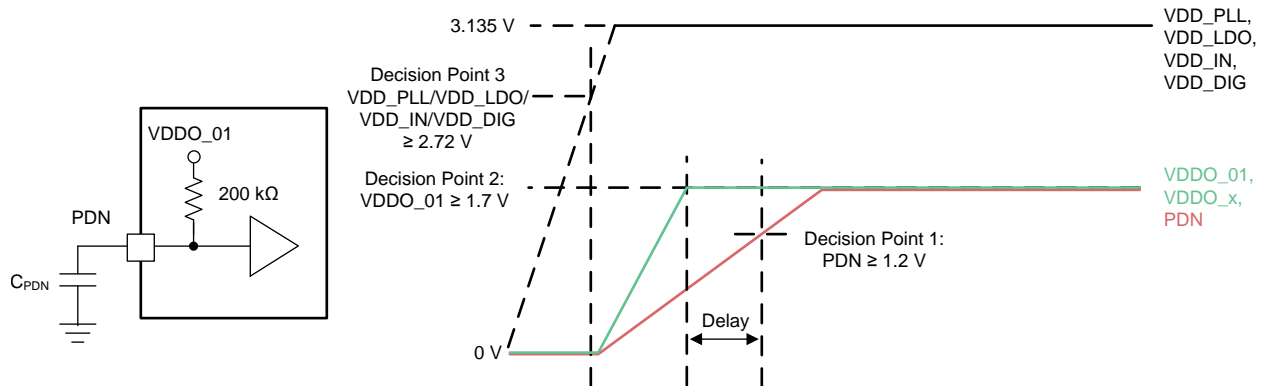 VDDO_01
200 kΩ
PDN
CPDN
3.135 V
Decision Point 3
VDD_PLL/VDD_LDO/
VDD_IN/VDD_DIG
≥ 2.72 V
Decision Point 2:
VDDO_01 ≥ 1.7 V
0 V
Decision Point 1:
PDN ≥ 1.2 V
Delay
VDD_PLL,
VDD_LDO,
VDD_IN,
VDD_DIG
VDDO_01,
VDDO_x,
PDN